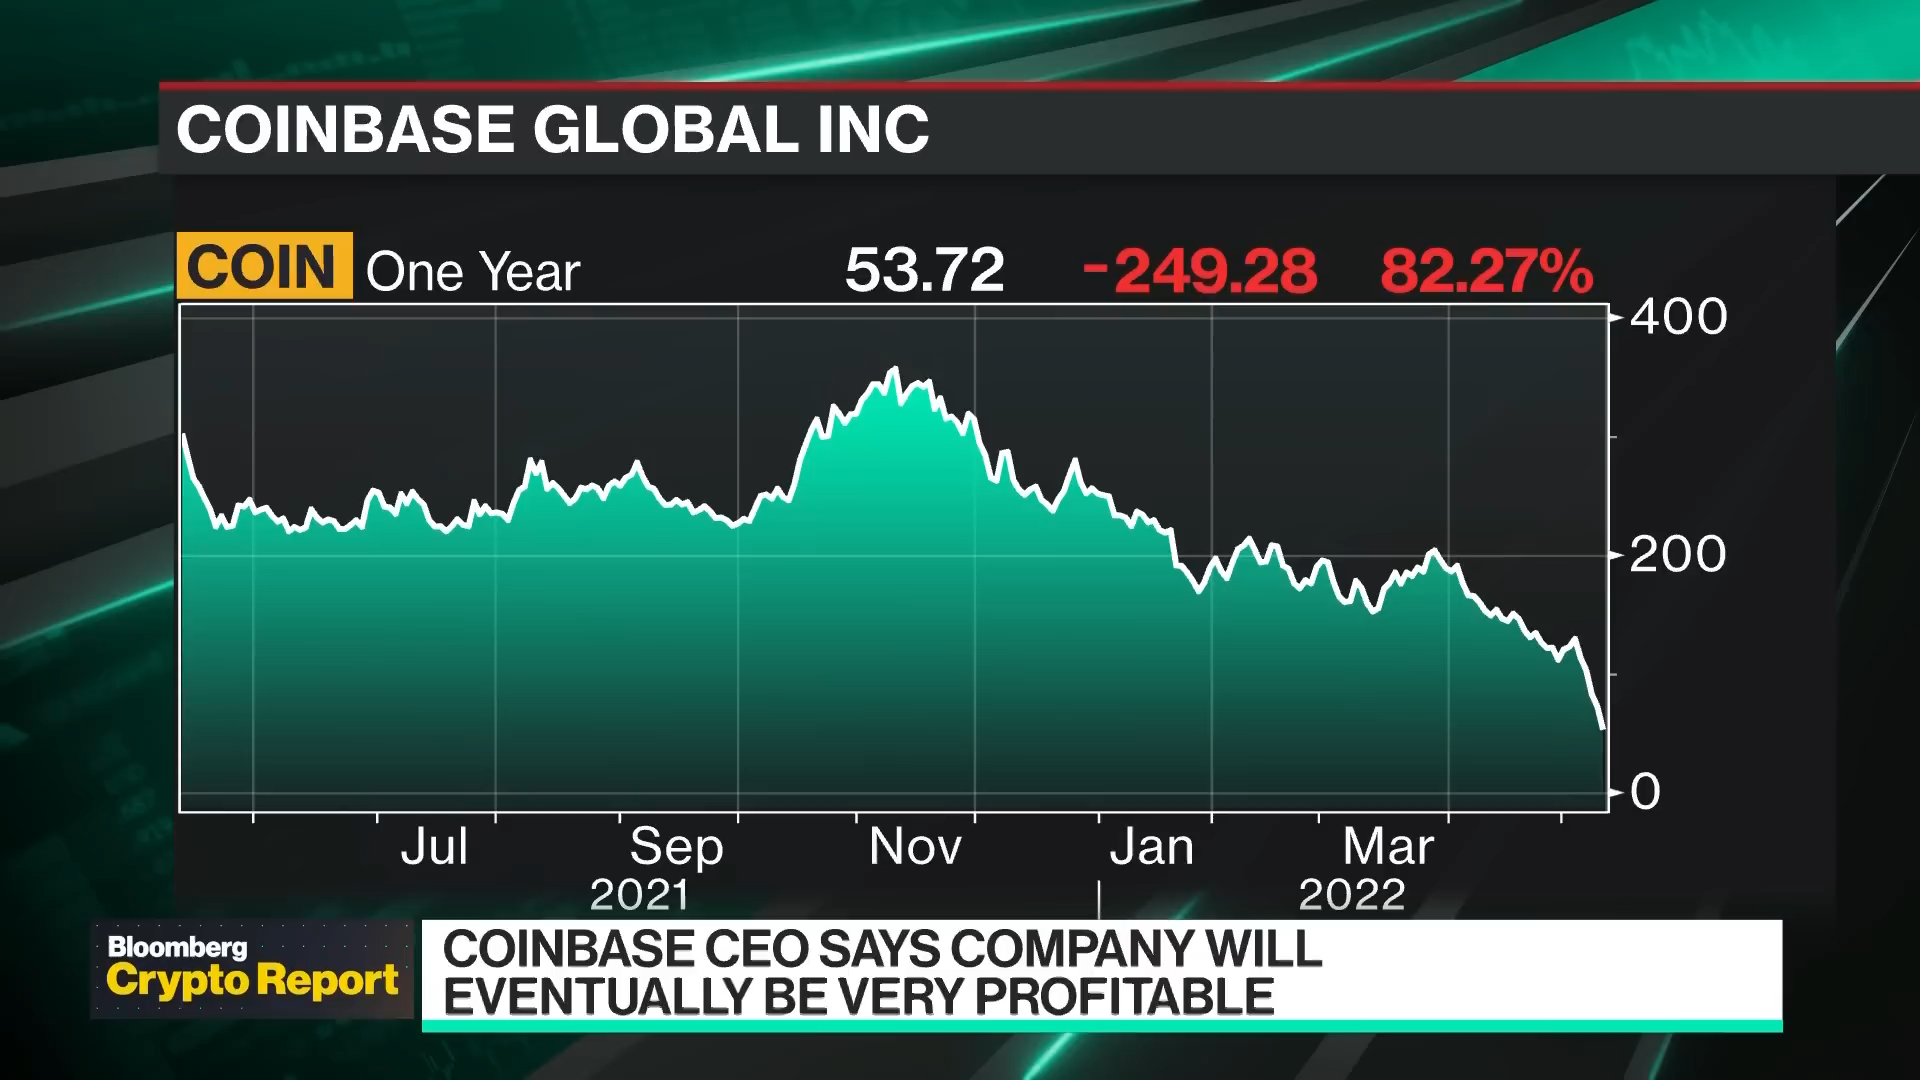 COINBASE GLOBAL INC
COIN One Year 53.72 -249.28 82.27%
400
200
0
Jul Sep Nov Jan Mar
2021 2022
Bloomberg
Crypto Report
COINBASE CEO SAYS COMPANY WILL
EVENTUALLY BE VERY PROFITABLE